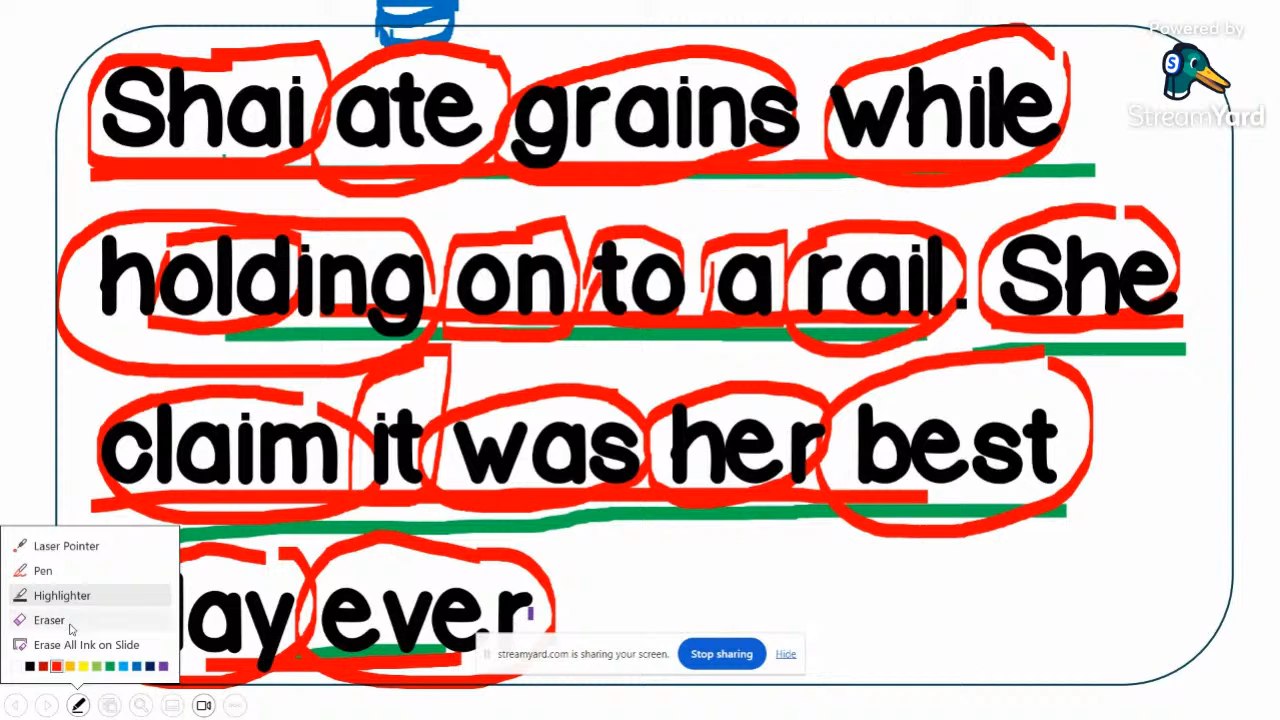 Powered by
StreamYard
Shai ate grains while
holding on to a rail. She
claim it was her best
ay ever
Laser Pointer
Pen
Highlighter
Eraser
Erase All Ink on Slide
streamyard.com is sharing your screen. Stop sharing Hide